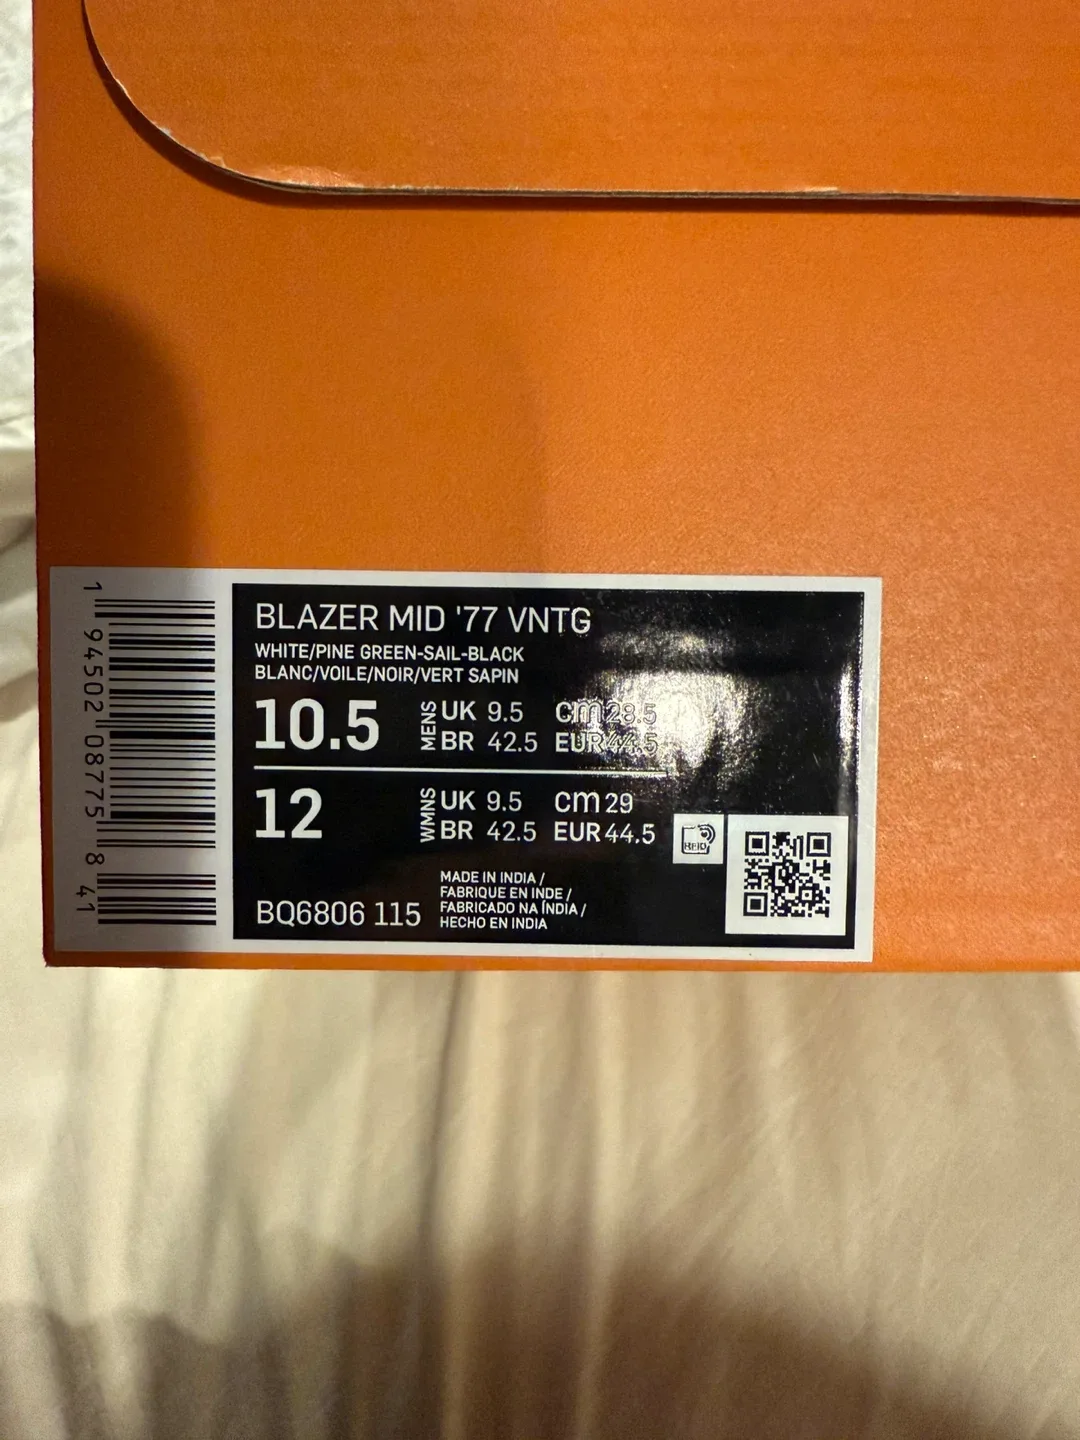 BLAZER MID '77 VNTG
WHITE/PINE GREEN-SAIL-BLACK
BLANC/VOILE/NOIR/VERT SAPIN
10.5 MENS UK 9.5 cm 28.5
BR 42.5 EUR 44.5
12 WMNS UK 9.5 cm 29
BR 42.5 EUR 44.5
RFID
MADE IN INDIA /
FABRIQUE EN INDE /
FABRICADO NA ÍNDIA /
HECHO EN INDIA
BQ6806 115
1 94502 08775 8 41